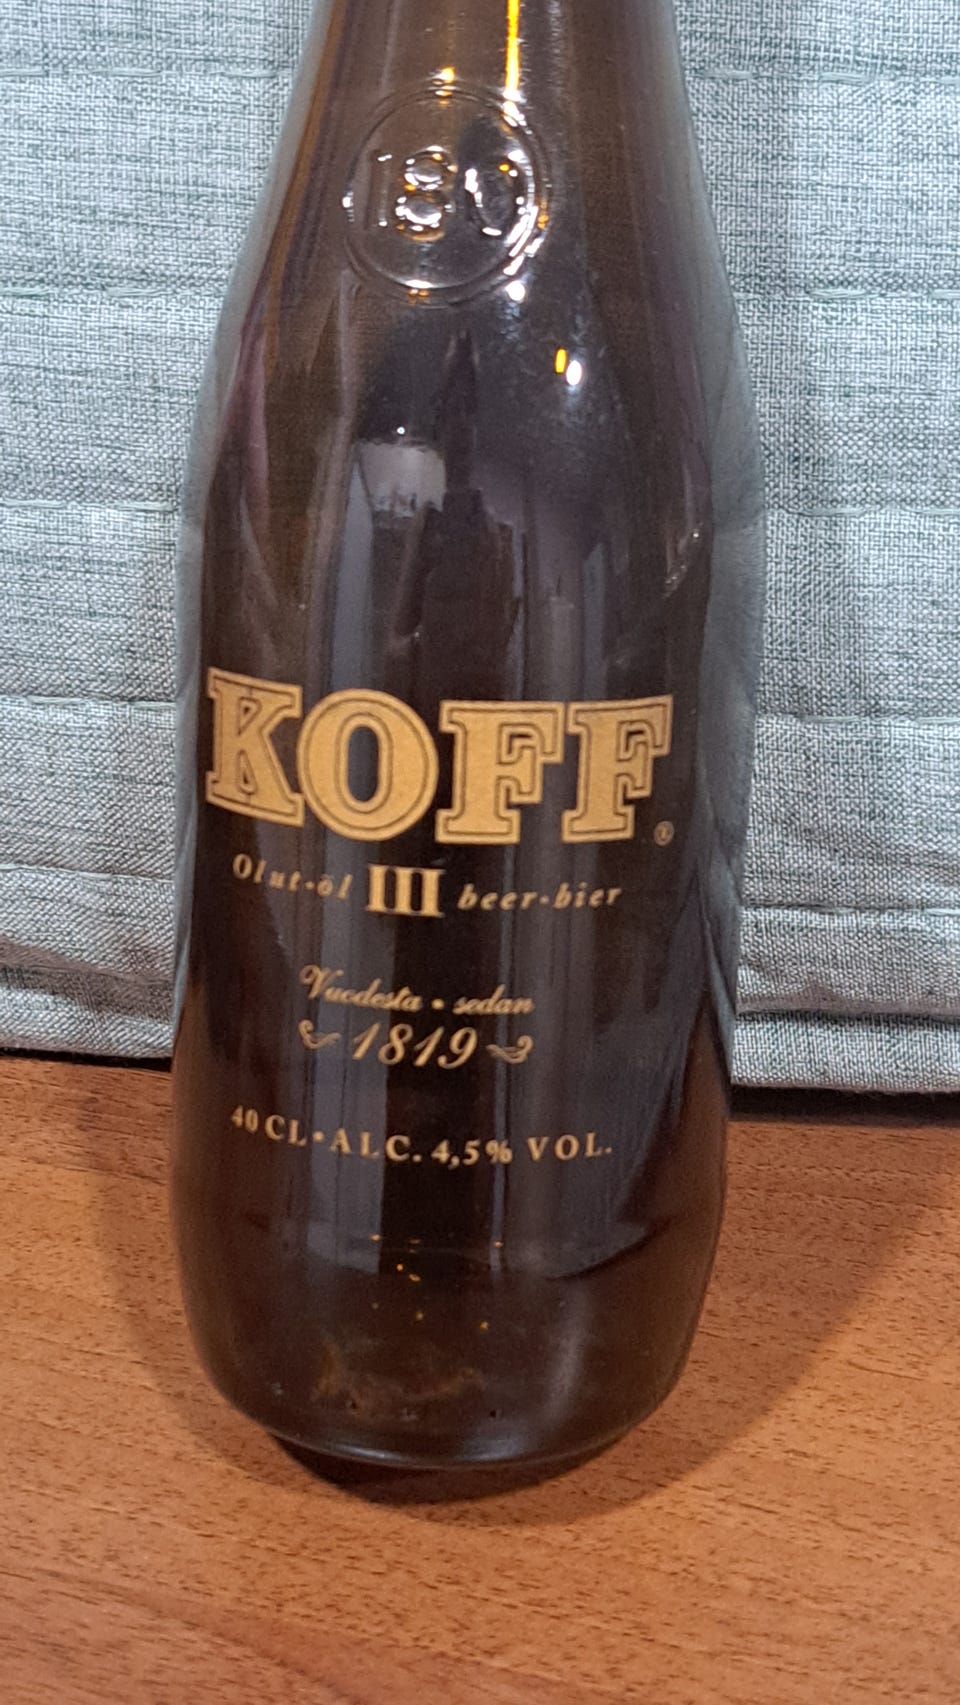 180
KOFF®
Olut·öl III beer·bier
Vuodesta • sedan
1819
40 CL • ALC. 4,5% VOL.